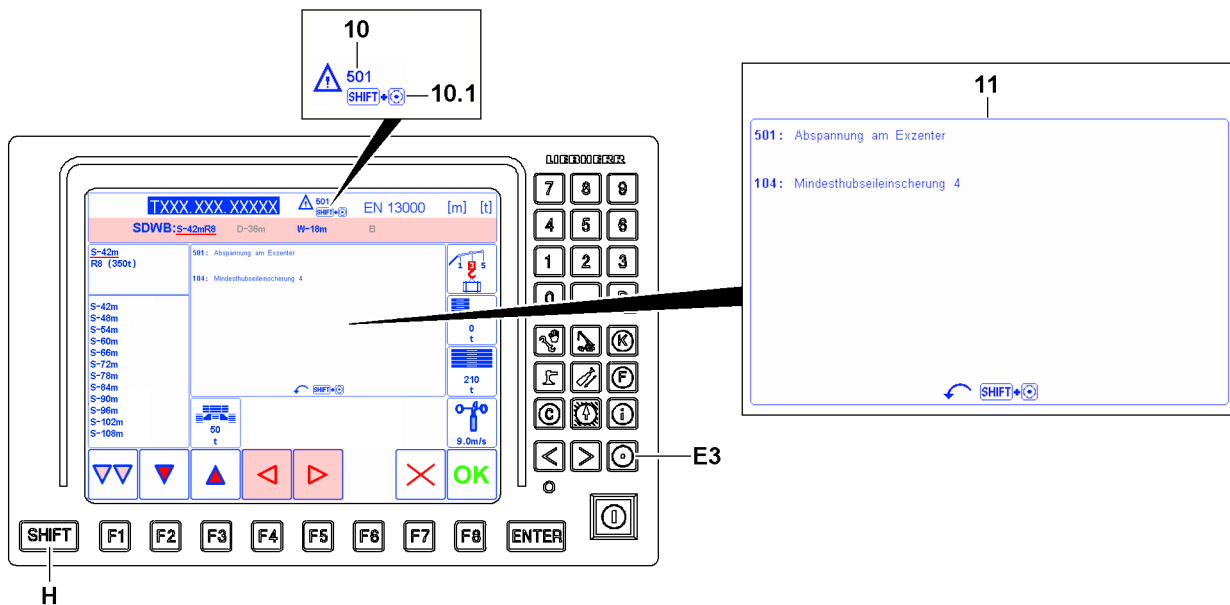 10
501
SHIFT+
10.1
11
501: Abspannung am Exzenter
104: Mindesthubseileinscherung 4
SHIFT+
LIEBHERR
TXXX.XXX.XXXXX
501
SHIFT+
EN 13000
[m] [t]
SDWB: S-42mR8 D-36m W-18m B
S-42m
R8 (350t)
501: Abspannung am Exzenter
104: Mindesthubseileinscherung 4
1 3 5
S-42m
S-48m
S-54m
S-60m
S-66m
S-72m
S-78m
S-84m
S-90m
S-96m
S-102m
S-108m
0
t
210
t
SHIFT+
50
t
9.0m/s
OK
7 8 9
4 5 6
1 2 3
K
F
C i
< >
E3
SHIFT F1 F2 F3 F4 F5 F6 F7 F8 ENTER
H